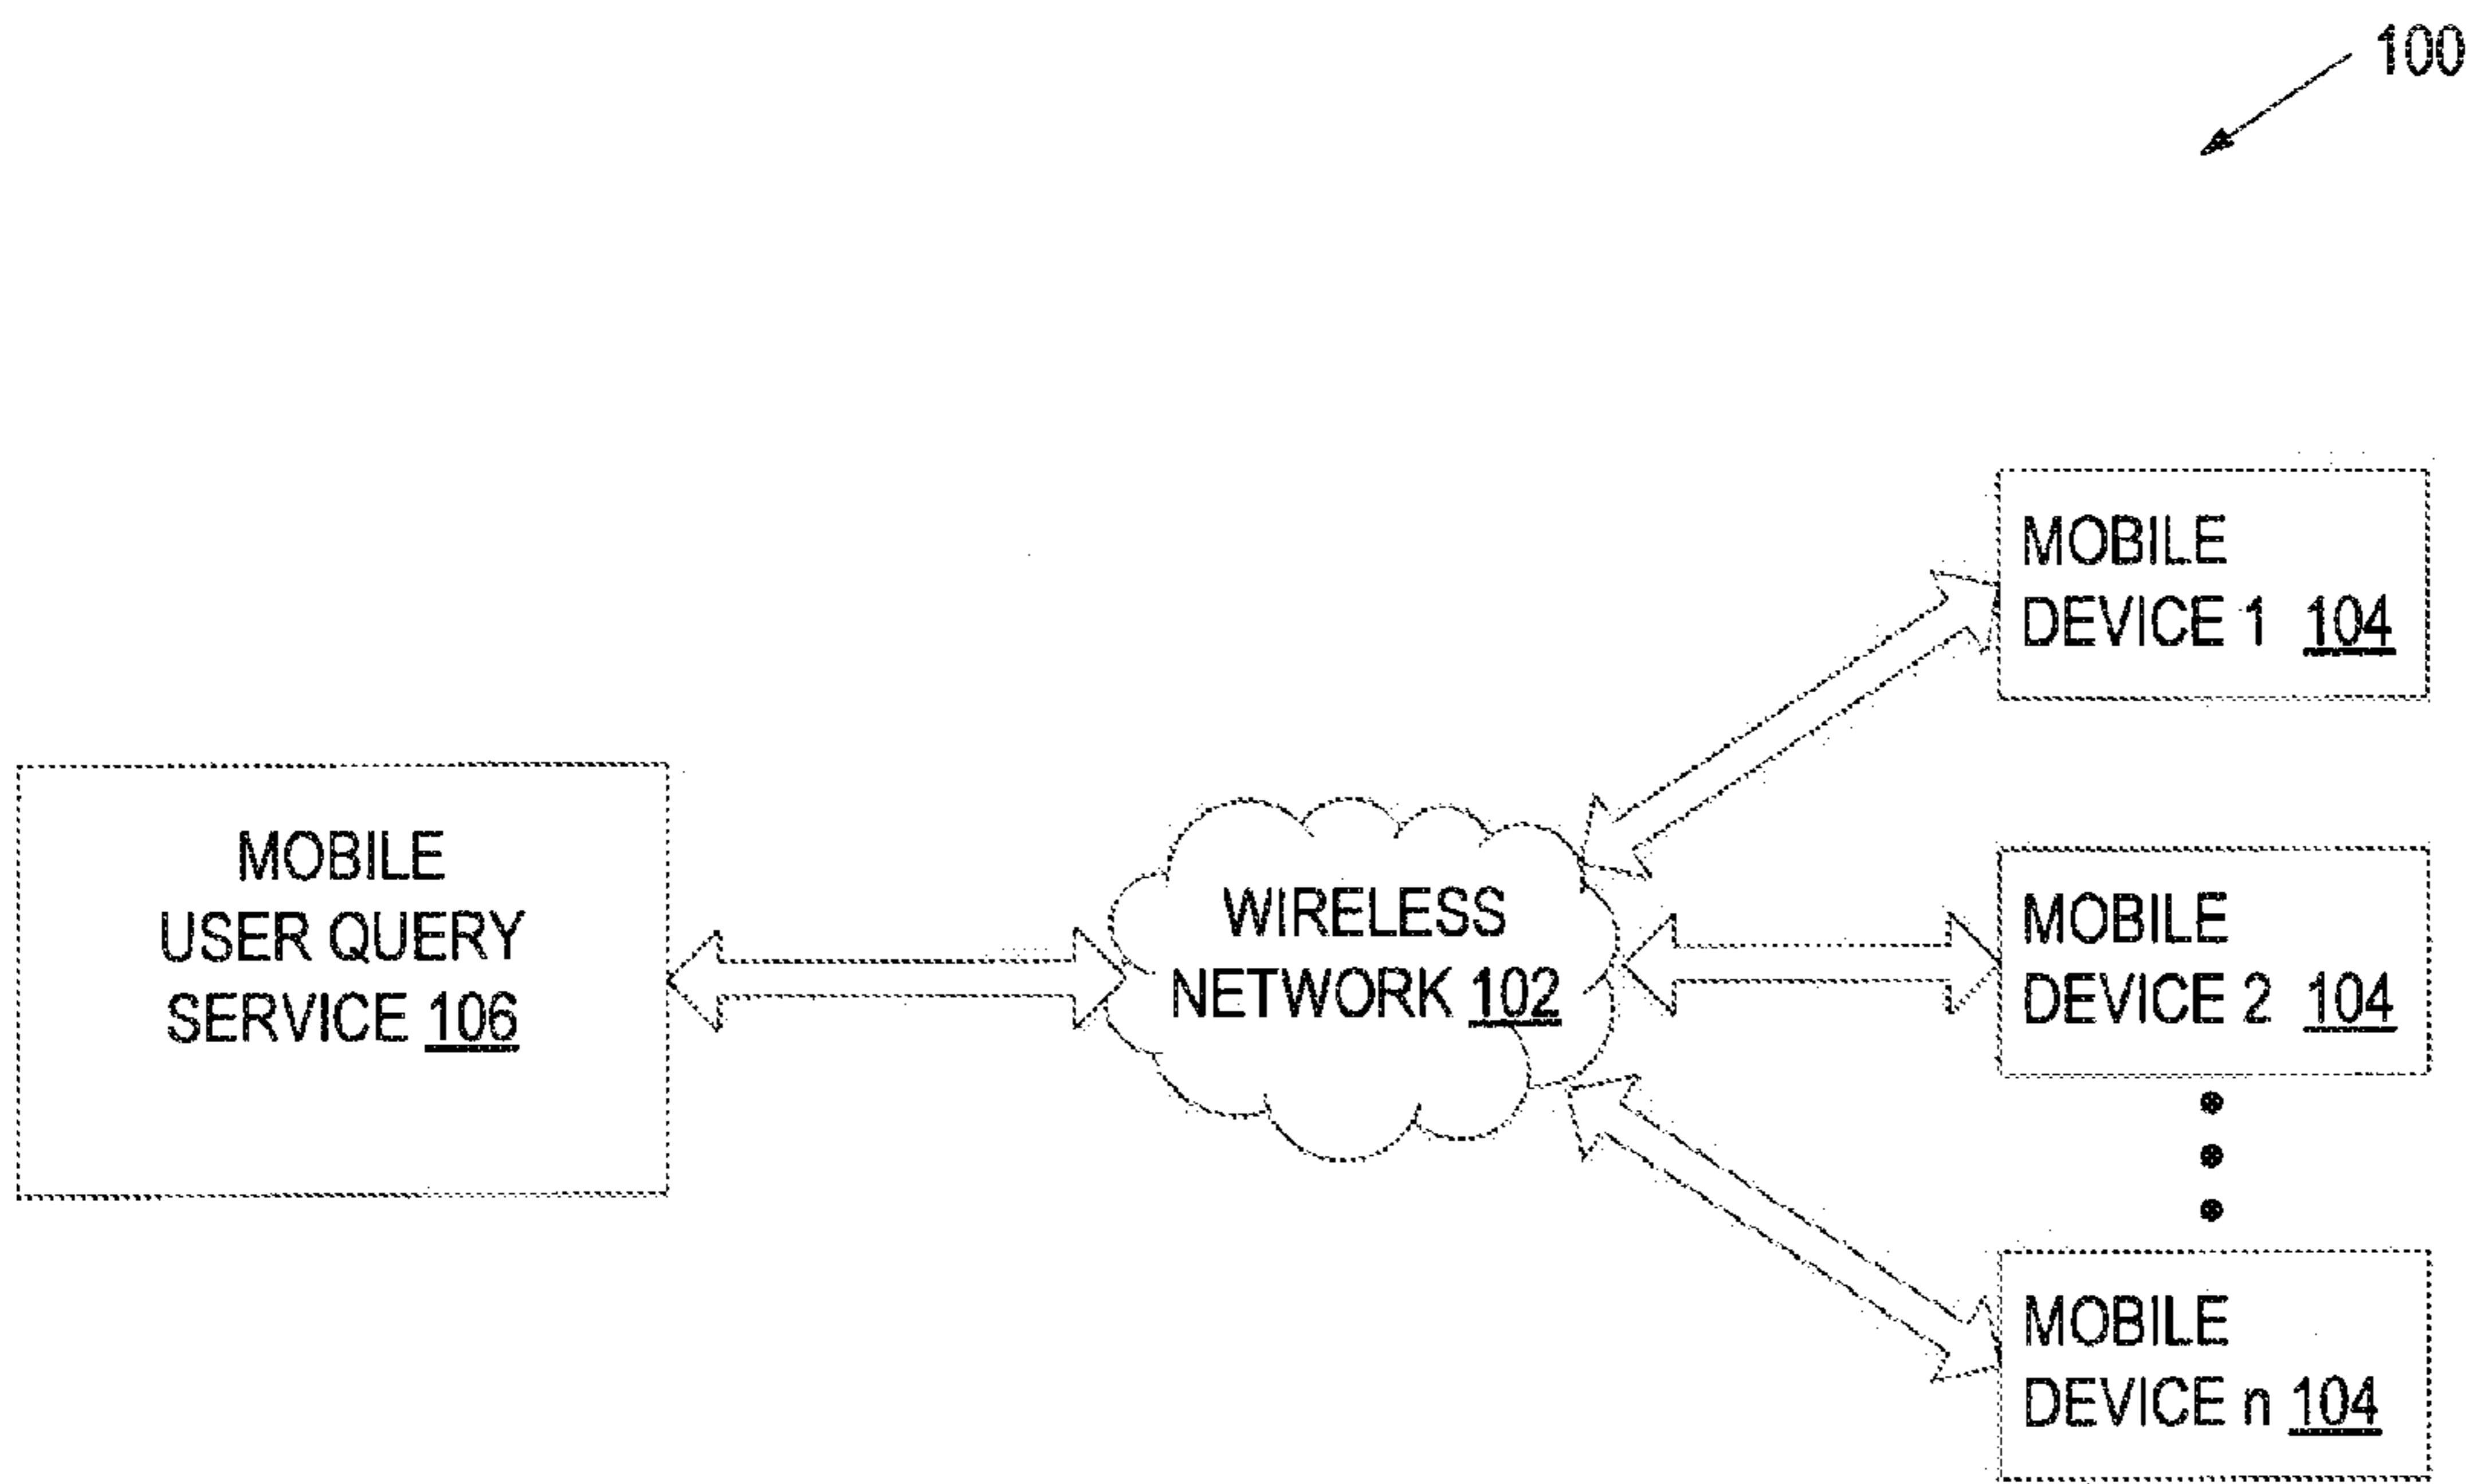 100
MOBILE
DEVICE 1 104
MOBILE
USER QUERY
SERVICE 106
WIRELESS
NETWORK 102
MOBILE
DEVICE 2 104
MOBILE
DEVICE n 104